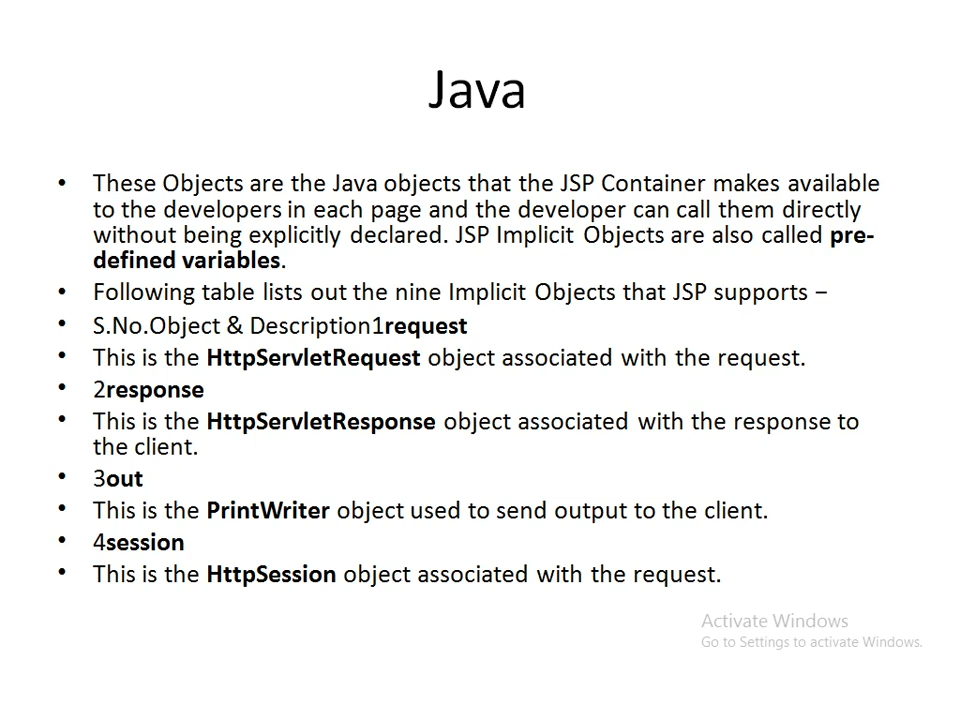 Java
• These Objects are the Java objects that the JSP Container makes available
to the developers in each page and the developer can call them directly
without being explicitly declared. JSP Implicit Objects are also called pre-
defined variables.
• Following table lists out the nine Implicit Objects that JSP supports −
• S.No.Object & Description1request
• This is the HttpServletRequest object associated with the request.
• 2response
• This is the HttpServletResponse object associated with the response to
the client.
• 3out
• This is the PrintWriter object used to send output to the client.
• 4session
• This is the HttpSession object associated with the request.
Activate Windows
Go to Settings to activate Windows.